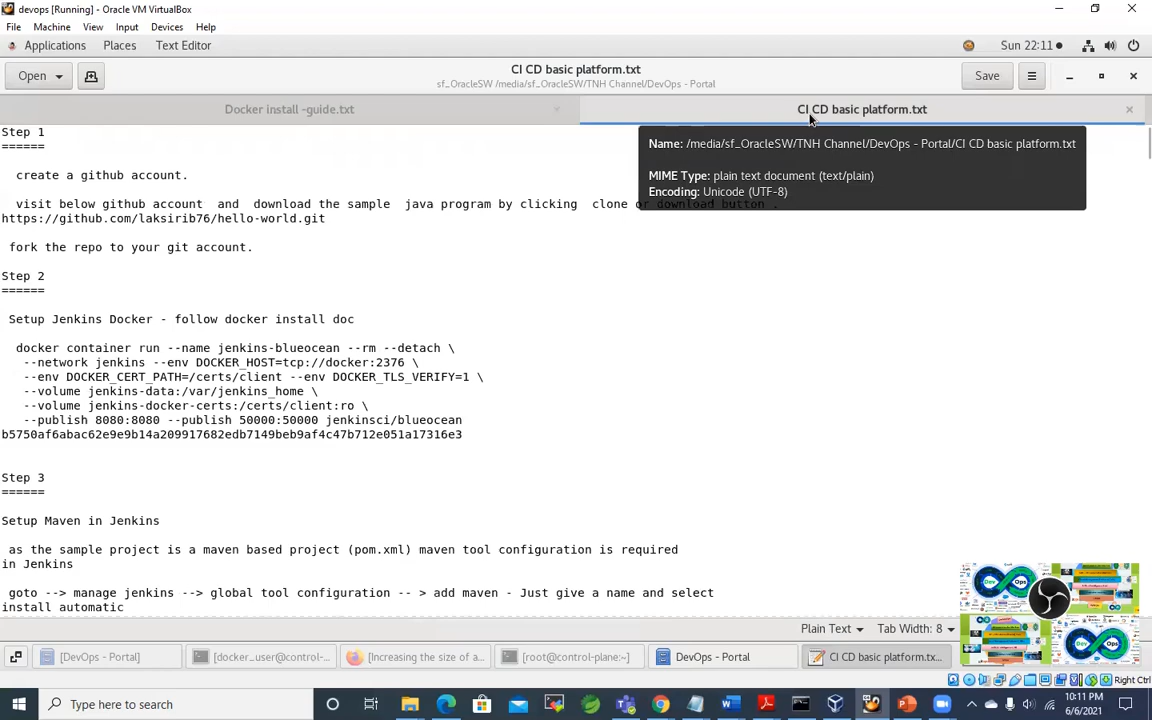 devops [Running] - Oracle VM VirtualBox
File Machine View Input Devices Help
Applications Places Text Editor Sun 22:11
Open CI CD basic platform.txt Save
sf_OracleSW /media/sf_OracleSW/TNH Channel/DevOps - Portal
Docker install -guide.txt CI CD basic platform.txt
Name: /media/sf_OracleSW/TNH Channel/DevOps - Portal/CI CD basic platform.txt
MIME Type: plain text document (text/plain)
Encoding: Unicode (UTF-8)
Step 1
======
create a github account.
visit below github account and download the sample java program by clicking clone or download button .
https://github.com/laksirib76/hello-world.git
fork the repo to your git account.
Step 2
======
Setup Jenkins Docker - follow docker install doc
docker container run --name jenkins-blueocean --rm --detach \
--network jenkins --env DOCKER_HOST=tcp://docker:2376 \
--env DOCKER_CERT_PATH=/certs/client --env DOCKER_TLS_VERIFY=1 \
--volume jenkins-data:/var/jenkins_home \
--volume jenkins-docker-certs:/certs/client:ro \
--publish 8080:8080 --publish 50000:50000 jenkinsci/blueocean
b5750af6abac62e9e9b14a209917682edb7149beb9af4c47b712e051a17316e3
Step 3
======
Setup Maven in Jenkins
as the sample project is a maven based project (pom.xml) maven tool configuration is required
in Jenkins
goto --> manage jenkins --> global tool configuration -- > add maven - Just give a name and select
install automatic
Plain Text Tab Width: 8
[DevOps - Portal] [docker_user@control-... [Increasing the size of a... [root@control-plane:~] DevOps - Portal CI CD basic platform.tx...
Right Ctrl
Type here to search
10:11 PM
6/6/2021